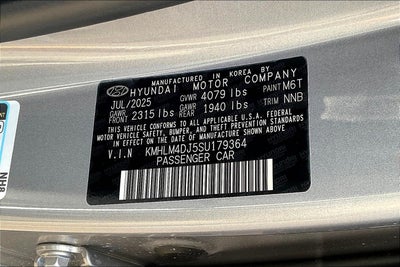 MANUFACTURED IN KOREA BY
HYUNDAI MOTOR COMPANY
JUL/2025 GVWR 4079 lbs PAINT M6T
GAWR FRONT 2315 lbs GAWR REAR 1940 lbs TRIM NNB
THIS VEHICLE CONFORMS TO ALL APPLICABLE U.S.A. FEDERAL
MOTOR VEHICLE SAFETY, BUMPER, AND THEFT PREVENTION STANDARDS
IN EFFECT ON THE DATE OF MANUFACTURE SHOWN ABOVE.
V.I.N KMHLM4DJ5SU179364
PASSENGER CAR
NH8